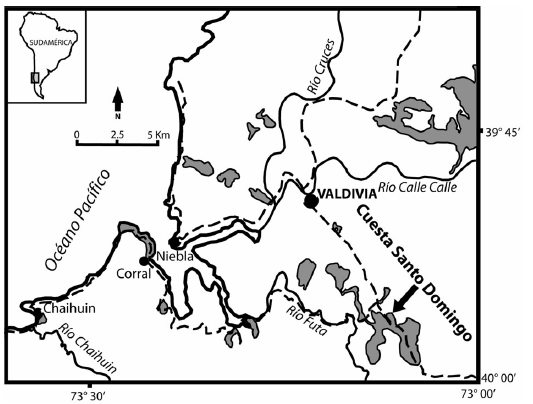 SUDAMÉRICA
N
0 2.5 5 Km
Río Cruces
39°45'
Río Calle Calle
VALDIVIA
Océano Pacífico
Cuesta Santo Domingo
Niebla
Corral
Chaihuin
Río Chaihuin
Río Futa
40°00'
73°30'
73°00'